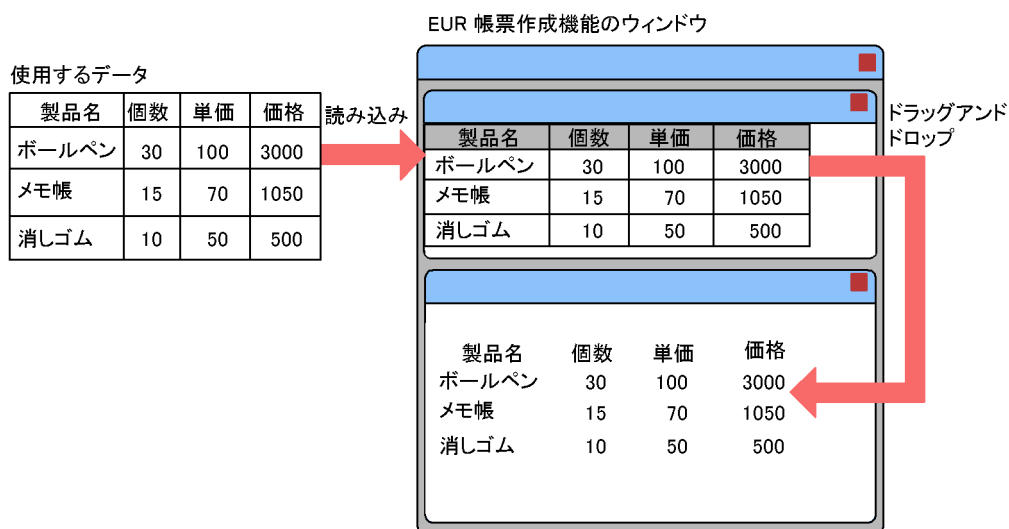 EUR 帳票作成機能のウィンドウ
使用するデータ
製品名 個数 単価 価格
ボールペン 30 100 3000
メモ帳 15 70 1050
消しゴム 10 50 500
読み込み
製品名 個数 単価 価格
ボールペン 30 100 3000
メモ帳 15 70 1050
消しゴム 10 50 500
ドラッグアンド
ドロップ
製品名 個数 単価 価格
ボールペン 30 100 3000
メモ帳 15 70 1050
消しゴム 10 50 500